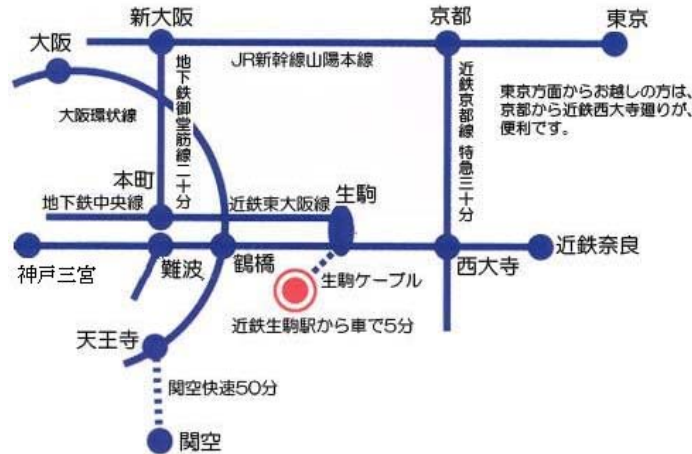 新大阪
京都
東京
大阪
JR新幹線山陽本線
地下鉄御堂筋線二十分
近鉄京都線 特急三十分
東京方面からお越しの方は、
京都から近鉄西大寺廻りが、
便利です。
大阪環状線
本町
生駒
地下鉄中央線
近鉄東大阪線
神戸三宮
難波
鶴橋
西大寺
近鉄奈良
生駒ケーブル
近鉄生駒駅から車で5分
天王寺
関空快速50分
関空